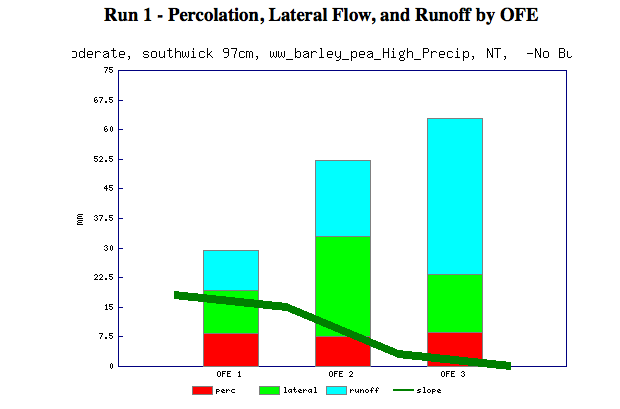 Run 1 - Percolation, Lateral Flow, and Runoff by OFE
oderate, southwick 97cm, ww_barley_pea_High_Precip, NT, -No Bu
75
67.5
60
52.5
45
37.5
30
22.5
15
7.5
0
mm
OFE 1 OFE 2 OFE 3
perc lateral runoff slope